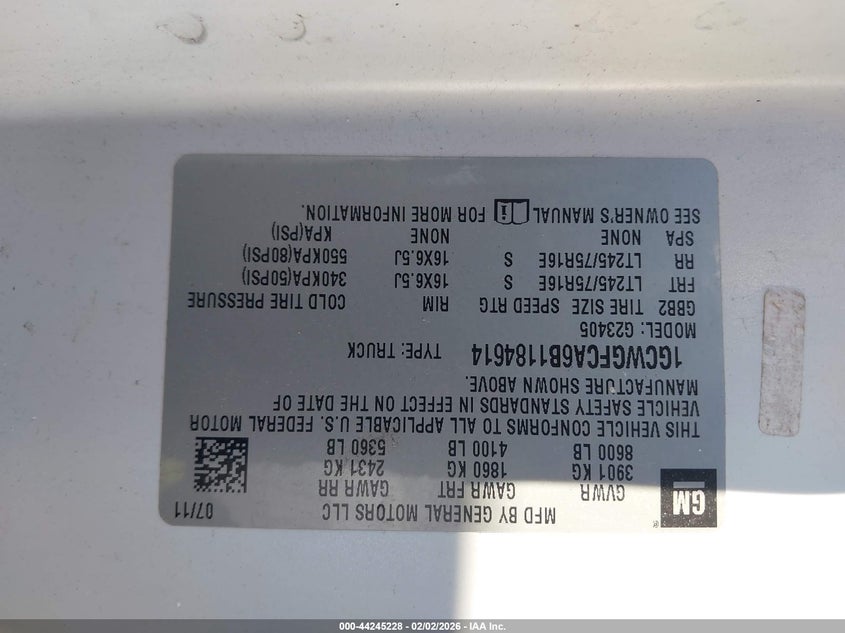 GM
®
MFD BY GENERAL MOTORS LLC 07/11
GVWR GAWR FRT GAWR RR
3901 KG 1860 KG 2431 KG
8600 LB 4100 LB 5360 LB
THIS VEHICLE CONFORMS TO ALL APPLICABLE U.S. FEDERAL MOTOR
VEHICLE SAFETY STANDARDS IN EFFECT ON THE DATE OF
MANUFACTURE SHOWN ABOVE.
1GCWGFCA6B1184614 TYPE: TRUCK
MODEL: G23405
GBB2 TIRE SIZE SPEED RTG RIM COLD TIRE PRESSURE
FRT LT245/75R16E S 16X6.5J 340KPA(50PSI)
RR LT245/75R16E S 16X6.5J 550KPA(80PSI)
SPA NONE NONE KPA(PSI)
SEE OWNER'S MANUAL FOR MORE INFORMATION.
000-44245228 - 02/02/2026 - IAA Inc.